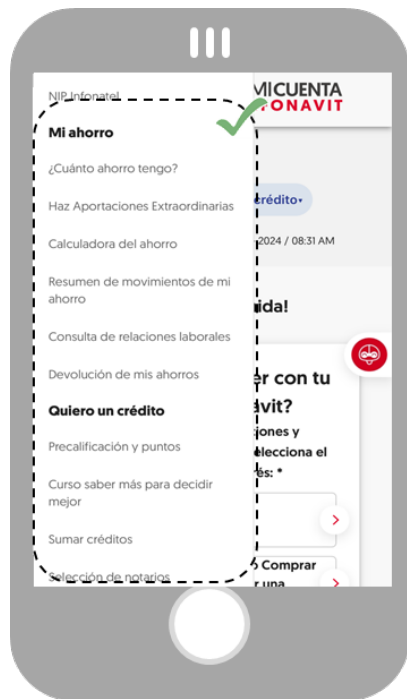 NIP Infonatel
Mi ahorro
¿Cuánto ahorro tengo?
Haz Aportaciones Extraordinarias
Calculadora del ahorro
Resumen de movimientos de mi
ahorro
Consulta de relaciones laborales
Devolución de mis ahorros
Quiero un crédito
Precalificación y puntos
Curso saber más para decidir
mejor
Sumar créditos
Selección de notarios
MI CUENTA
FONAVIT
crédito
2024 / 08:31 AM
ida!
er con tu
avit?
iones y
elecciona el
és: *
o Comprar
r una